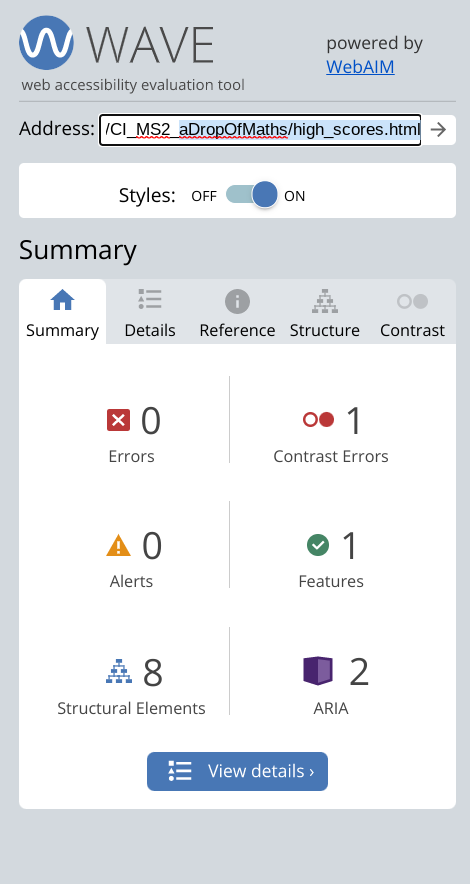 WAVE
powered by
WebAIM
web accessibility evaluation tool
Address: /CI_MS2_aDropOfMaths/high_scores.html
Styles: OFF ON
Summary
Summary Details Reference Structure Contrast
0 1
Errors Contrast Errors
0 1
Alerts Features
8 2
Structural Elements ARIA
View details ›